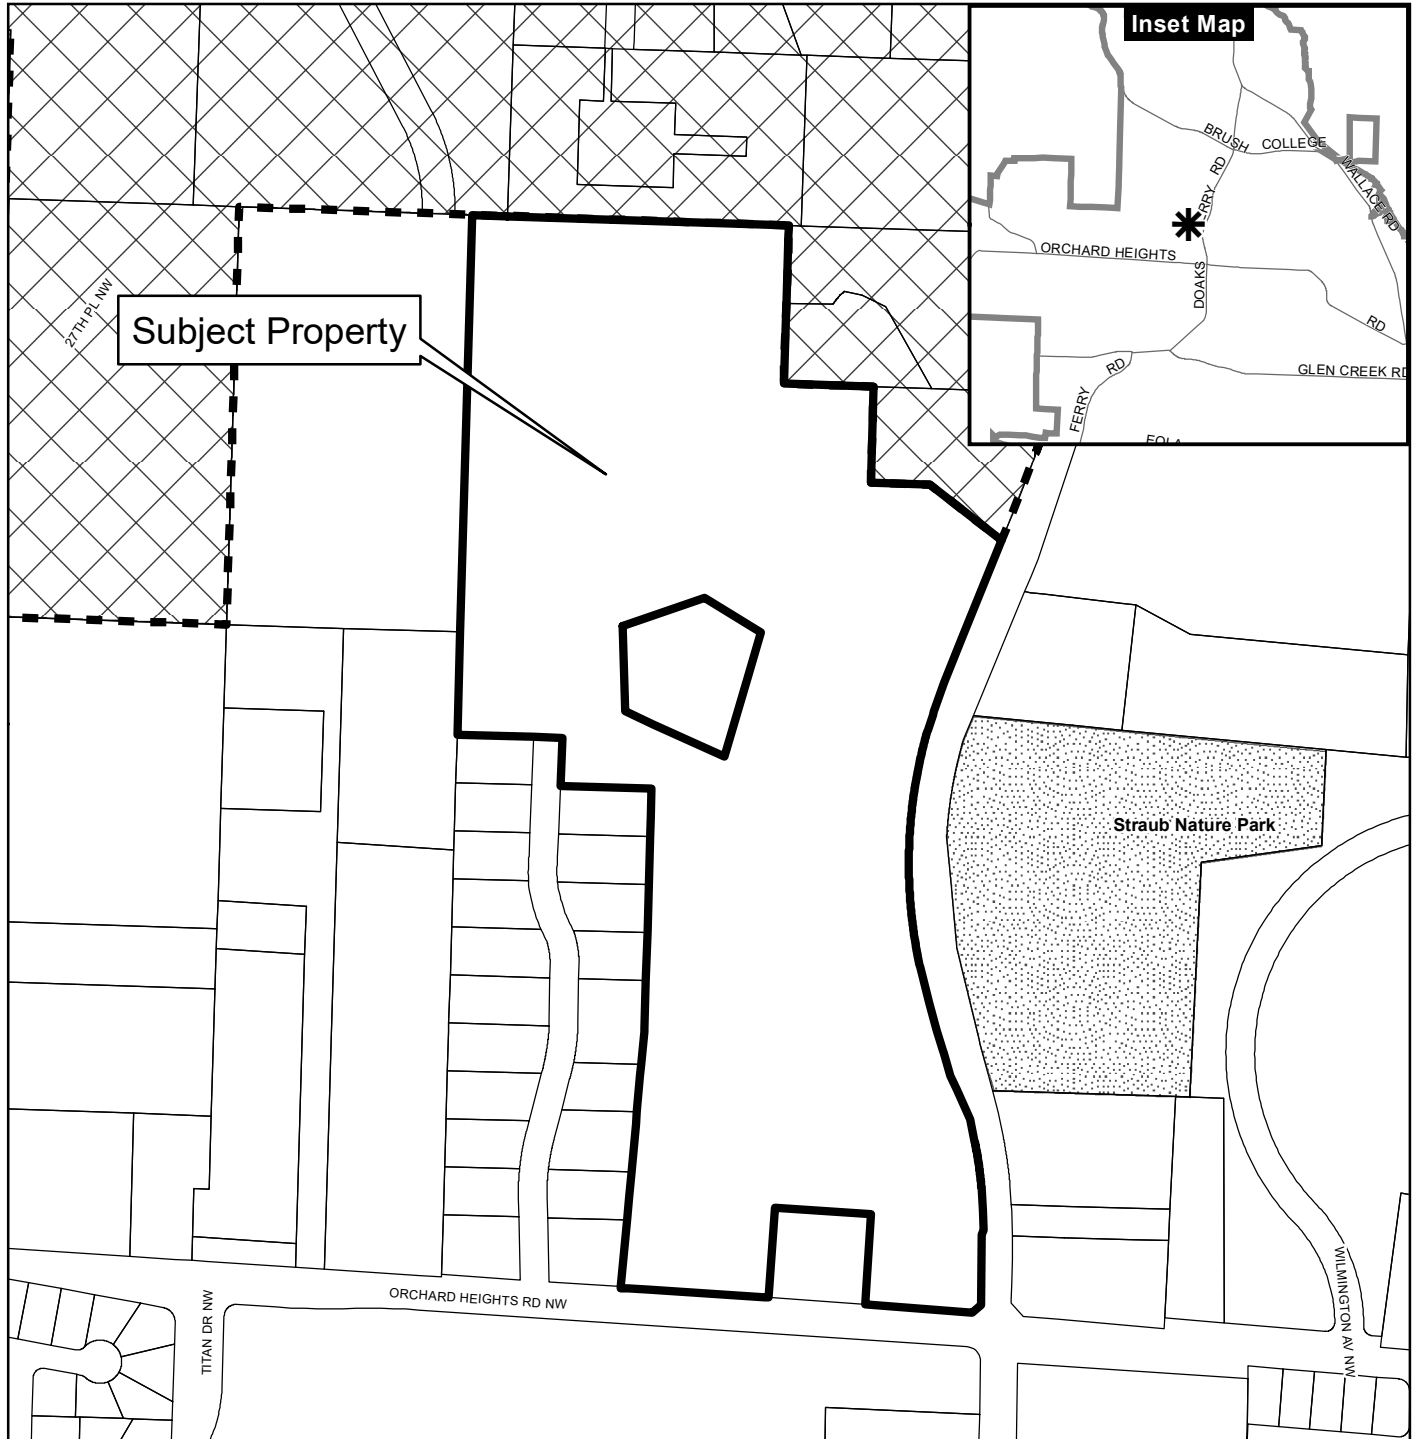 Inset Map
BRUSH COLLEGE
WALLACE RD
RD
ORCHARD HEIGHTS
DOAKS
RD
GLEN CREEK RD
RD
FERRY
27TH PL NW
Subject Property
Straub Nature Park
ORCHARD HEIGHTS RD NW
TITAN DR NW
WILMINGTON AV NW